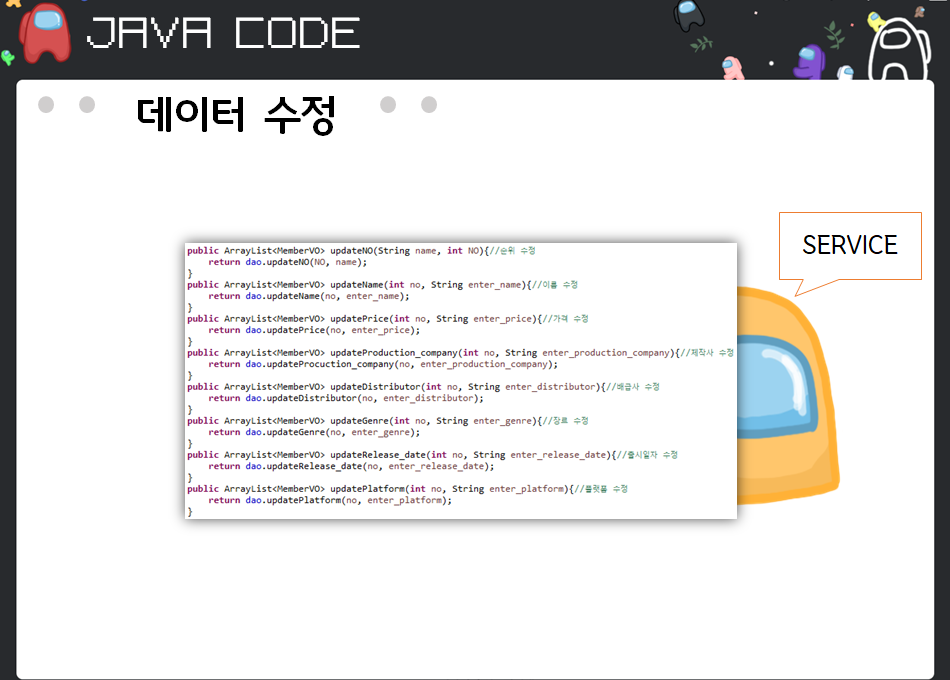 JAVA CODE
데이터 수정
SERVICE
public ArrayList<MemberVO> updateNO(String name, int NO){//순위 수정
return dao.updateNO(NO, name);
}
public ArrayList<MemberVO> updateName(int no, String enter_name){//이름 수정
return dao.updateName(no, enter_name);
}
public ArrayList<MemberVO> updatePrice(int no, String enter_price){//가격 수정
return dao.updatePrice(no, enter_price);
}
public ArrayList<MemberVO> updateProduction_company(int no, String enter_production_company){//제작사 수정
return dao.updateProcuction_company(no, enter_production_company);
}
public ArrayList<MemberVO> updateDistributor(int no, String enter_distributor){//배급사 수정
return dao.updateDistributor(no, enter_distributor);
}
public ArrayList<MemberVO> updateGenre(int no, String enter_genre){//장르 수정
return dao.updateGenre(no, enter_genre);
}
public ArrayList<MemberVO> updateRelease_date(int no, String enter_release_date){//출시일자 수정
return dao.updateRelease_date(no, enter_release_date);
}
public ArrayList<MemberVO> updatePlatform(int no, String enter_platform){//플랫폼 수정
return dao.updatePlatform(no, enter_platform);
}